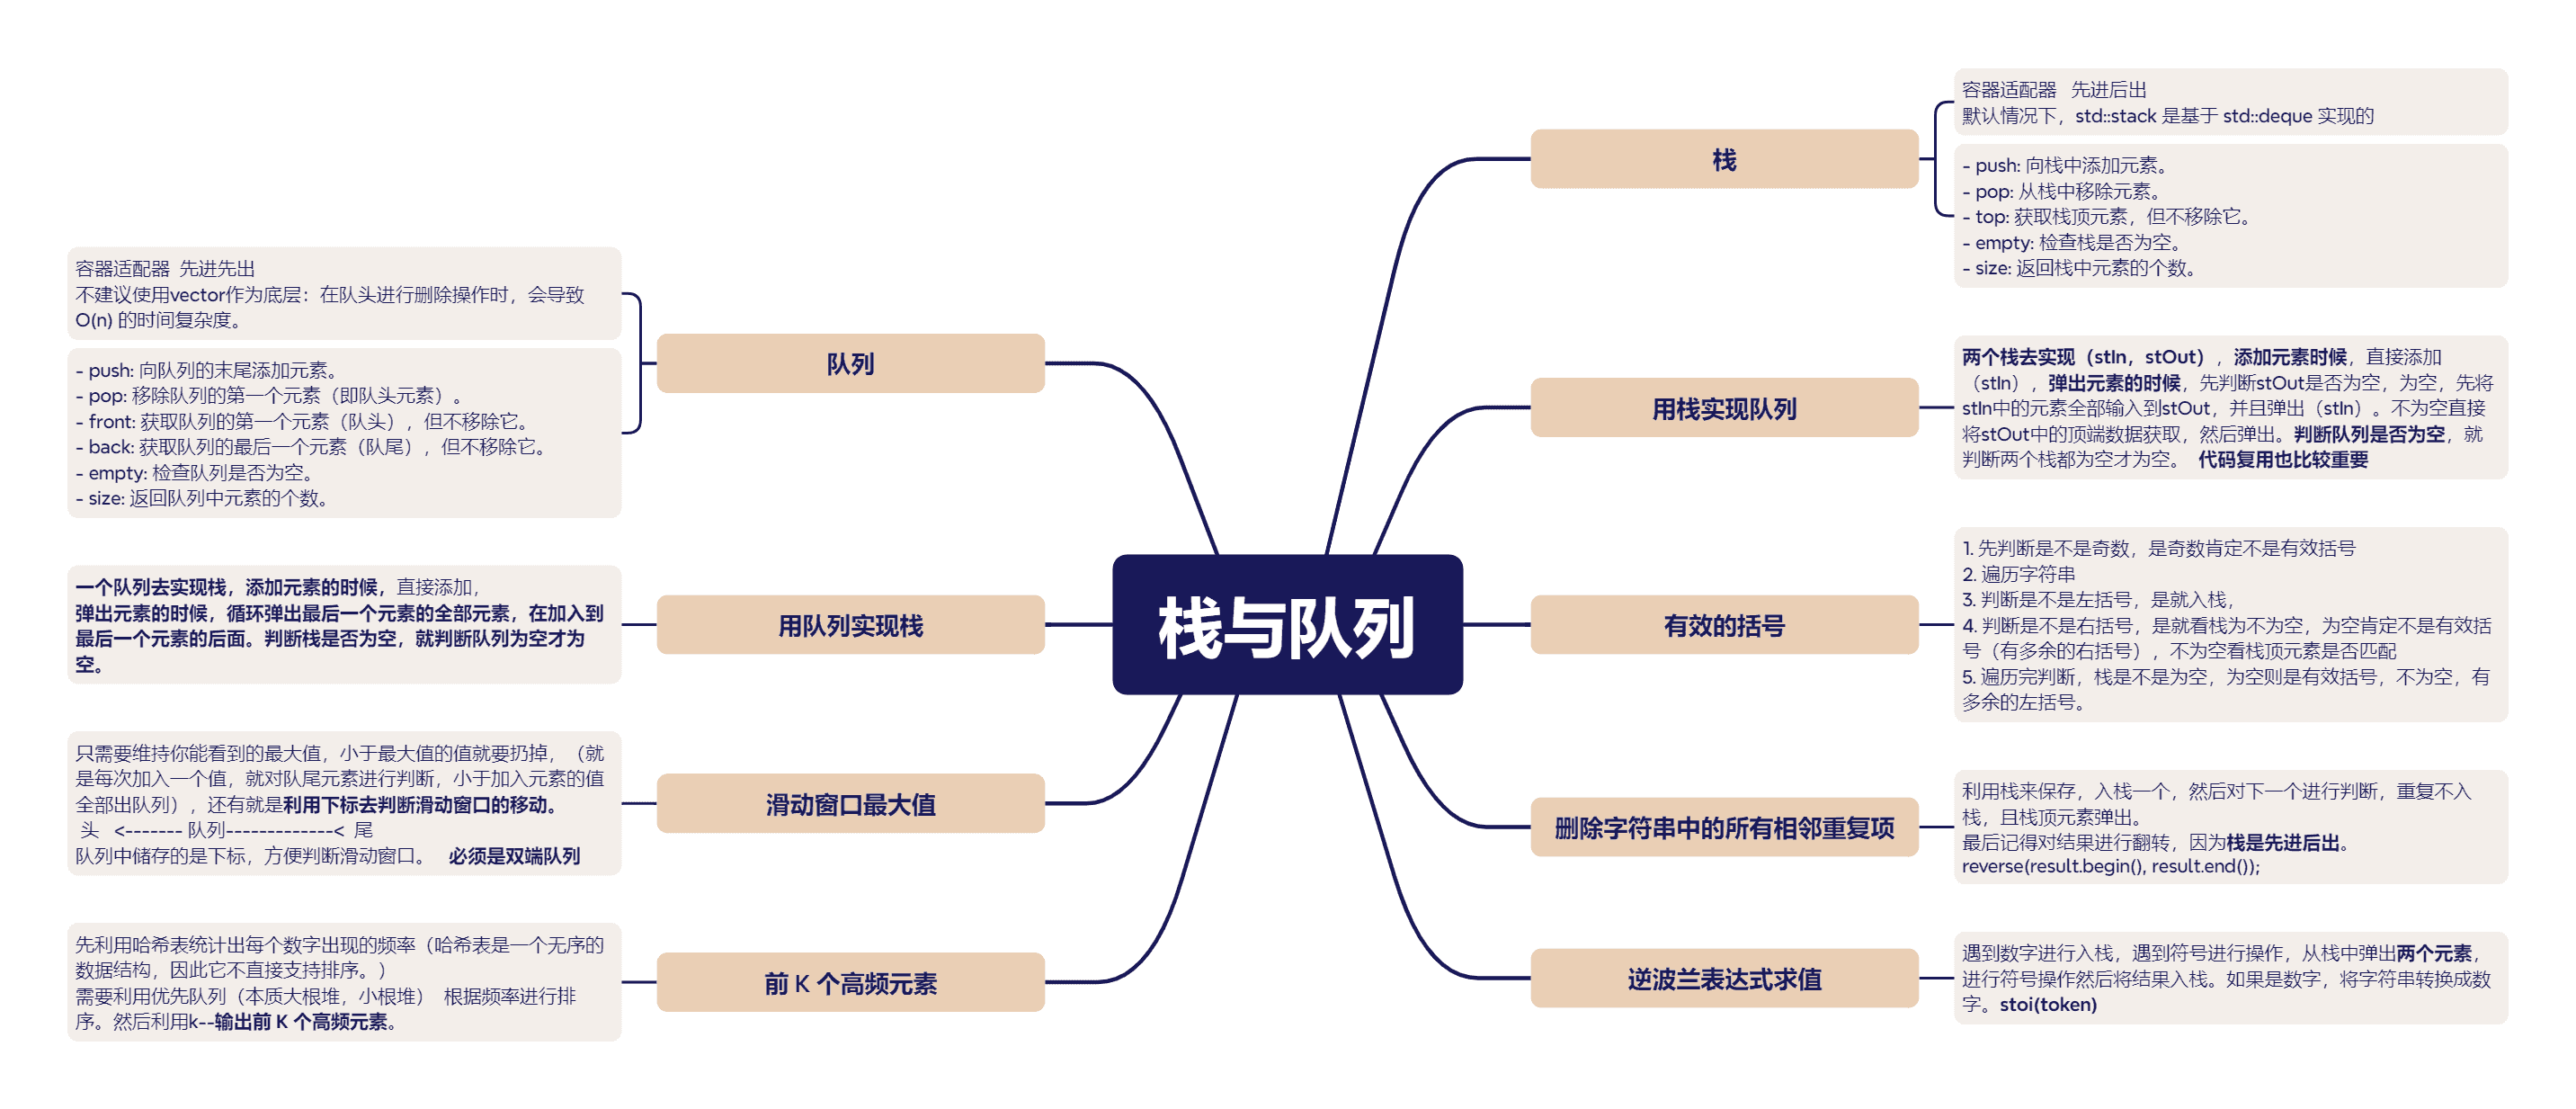 栈与队列
栈
容器适配器   先进后出
默认情况下，std::stack 是基于 std::deque 实现的
- push: 向栈中添加元素。
- pop: 从栈中移除元素。
- top: 获取栈顶元素，但不移除它。
- empty: 检查栈是否为空。
- size: 返回栈中元素的个数。
用栈实现队列
两个栈去实现（stIn，stOut），添加元素时候，直接添加
（stIn），弹出元素的时候，先判断stOut是否为空，为空，先将
stIn中的元素全部输入到stOut，并且弹出（stIn）。不为空直接
将stOut中的顶端数据获取，然后弹出。判断队列是否为空，就
判断两个栈都为空才为空。   代码复用也比较重要
有效的括号
1. 先判断是不是奇数，是奇数肯定不是有效括号
2. 遍历字符串
3. 判断是不是左括号，是就入栈，
4. 判断是不是右括号，是就看栈为不为空，为空肯定不是有效括
号（有多余的右括号），不为空看栈顶元素是否匹配
5. 遍历完判断，栈是不是为空，为空则是有效括号，不为空，有
多余的左括号。
删除字符串中的所有相邻重复项
利用栈来保存，入栈一个，然后对下一个进行判断，重复不入
栈，且栈顶元素弹出。
最后记得对结果进行翻转，因为栈是先进后出。
reverse(result.begin(), result.end());
逆波兰表达式求值
遇到数字进行入栈，遇到符号进行操作，从栈中弹出两个元素，
进行符号操作然后将结果入栈。如果是数字，将字符串转换成数
字。stoi(token)
队列
容器适配器  先进先出
不建议使用vector作为底层：在队头进行删除操作时，会导致
O(n) 的时间复杂度。
- push: 向队列的末尾添加元素。
- pop: 移除队列的第一个元素（即队头元素）。
- front: 获取队列的第一个元素（队头），但不移除它。
- back: 获取队列的最后一个元素（队尾），但不移除它。
- empty: 检查队列是否为空。
- size: 返回队列中元素的个数。
用队列实现栈
一个队列去实现栈，添加元素的时候，直接添加，
弹出元素的时候，循环弹出最后一个元素的全部元素，在加入到
最后一个元素的后面。判断栈是否为空，就判断队列为空才为
空。
滑动窗口最大值
只需要维持你能看到的最大值，小于最大值的值就要扔掉，（就
是每次加入一个值，就对队尾元素进行判断，小于加入元素的值
全部出队列），还有就是利用下标去判断滑动窗口的移动。
头   <------- 队列-------------<  尾
队列中储存的是下标，方便判断滑动窗口。   必须是双端队列
前 K 个高频元素
先利用哈希表统计出每个数字出现的频率（哈希表是一个无序的
数据结构，因此它不直接支持排序。）
需要利用优先队列（本质大根堆，小根堆）  根据频率进行排
序。然后利用k--输出前 K 个高频元素。